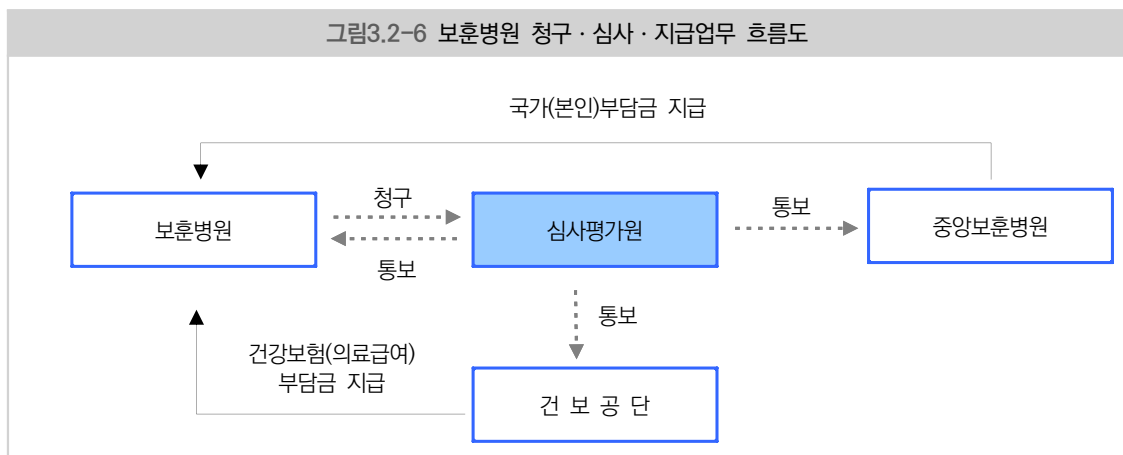 그림3.2-6 보훈병원 청구·심사·지급업무 흐름도
국가(본인)부담금 지급
청구
통보
보훈병원
심사평가원
중앙보훈병원
통보
통보
건강보험(의료급여)
부담금 지급
건 보 공 단